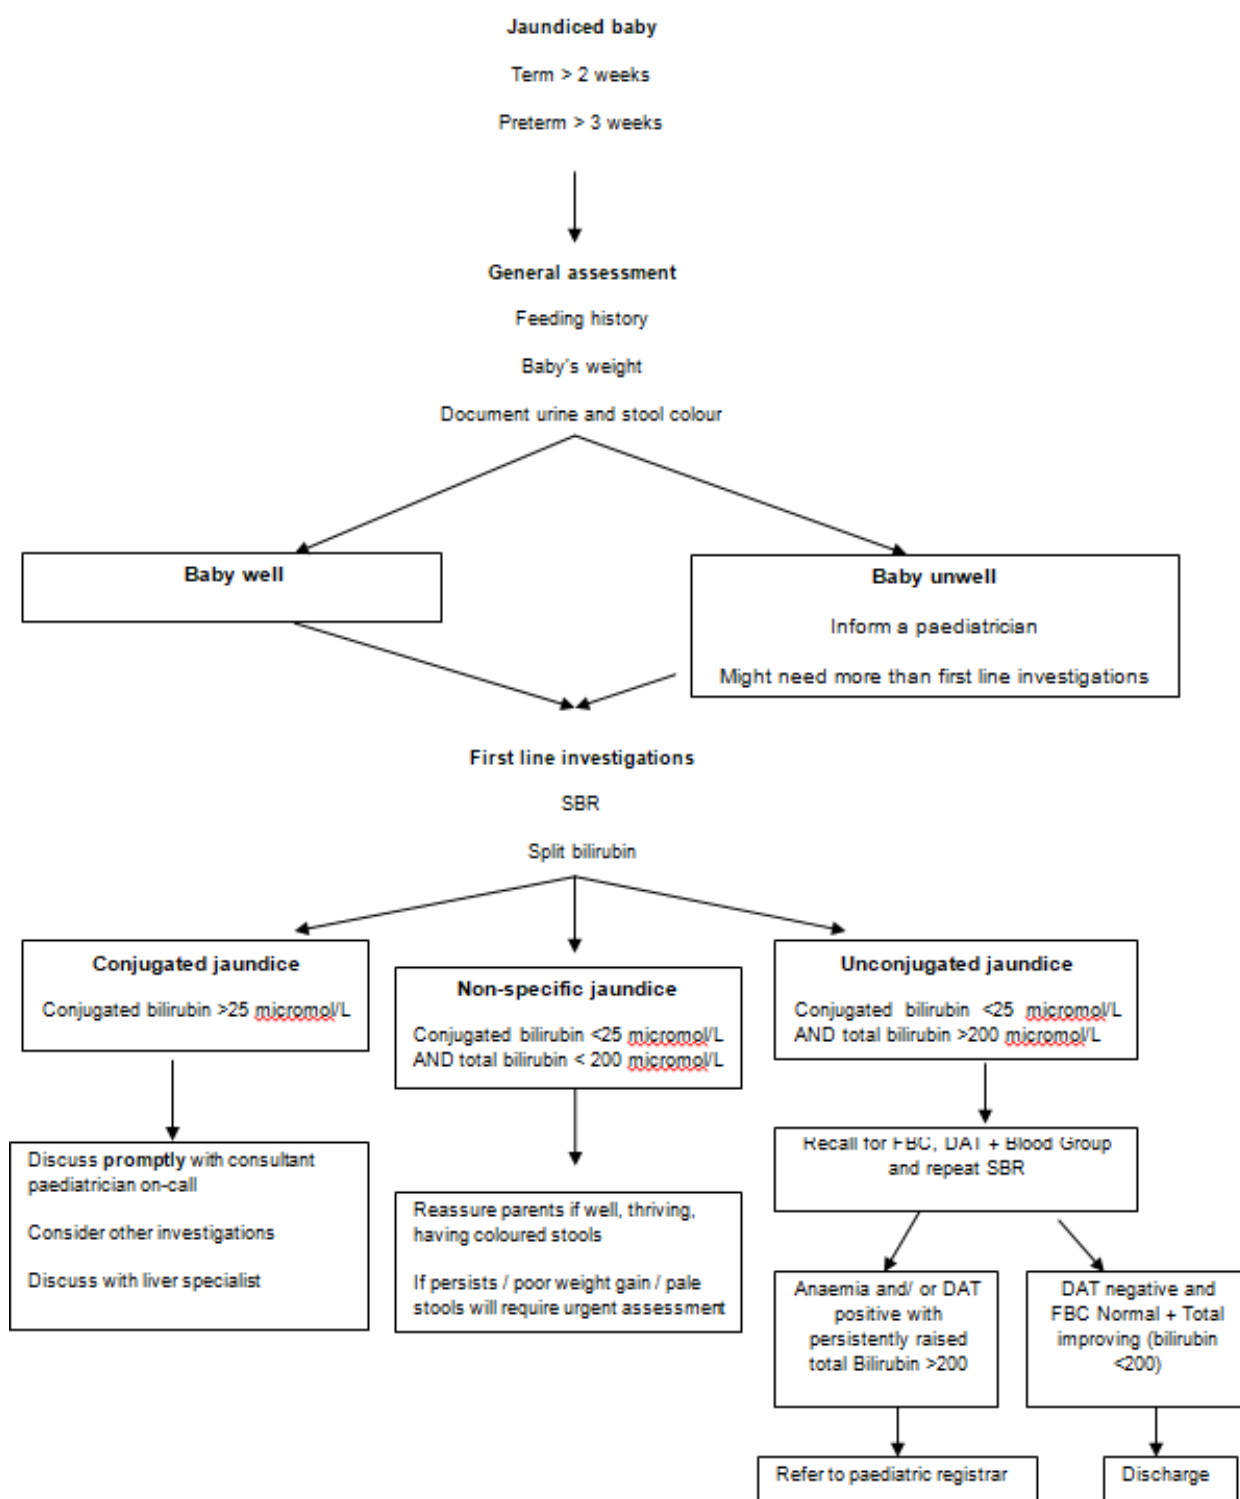 Jaundiced baby
Term > 2 weeks
Preterm > 3 weeks
General assessment
Feeding history
Baby's weight
Document urine and stool colour
Baby well
Baby unwell
Inform a paediatrician
Might need more than first line investigations
First line investigations
SBR
Split bilirubin
Conjugated jaundice
Conjugated bilirubin >25 micromol/L
Non-specific jaundice
Conjugated bilirubin <25 micromol/L
AND total bilirubin < 200 micromol/L
Unconjugated jaundice
Conjugated bilirubin <25 micromol/L
AND total bilirubin >200 micromol/L
Discuss promptly with consultant
paediatrician on-call
Consider other investigations
Discuss with liver specialist
Reassure parents if well, thriving,
having coloured stools
If persists / poor weight gain / pale
stools will require urgent assessment
Recall for FBC, DAT + Blood Group
and repeat SBR
Anaemia and/ or DAT
positive with
persistently raised
total Bilirubin >200
DAT negative and
FBC Normal + Total
improving (bilirubin
<200)
Refer to paediatric registrar
Discharge